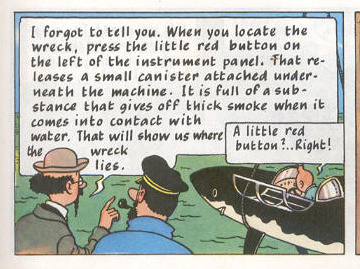 I forgot to tell you. When you locate the
wreck, press the little red button on
the left of the instrument panel. That re-
leases a small canister attached under-
neath the machine. It is full of a sub-
stance that gives off thick smoke when it
comes into contact with
water. That will show us where
the wreck
lies.
A little red
button?...Right!